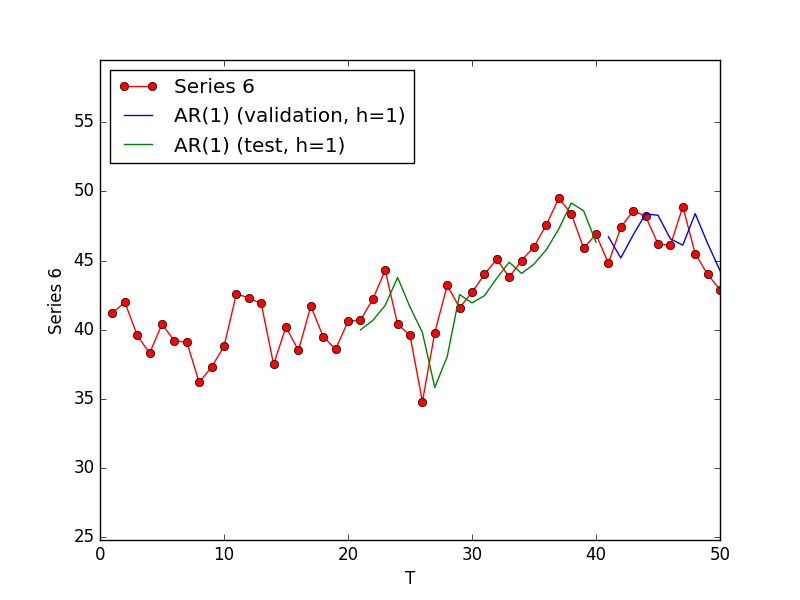 Series 6
AR(1) (validation, h=1)
AR(1) (test, h=1)
55
50
45
40
35
30
25
Series 6
0 10 20 30 40 50
T